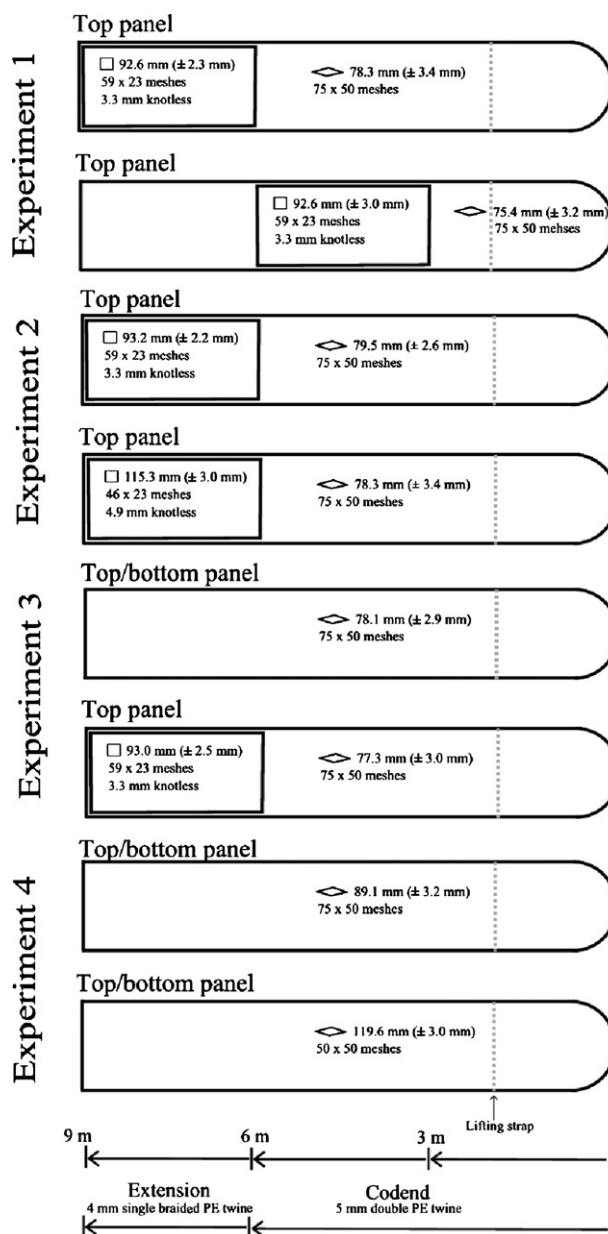 Experiment 1
Top panel
92.6 mm (± 2.3 mm)
59 x 23 meshes
3.3 mm knotless
78.3 mm (± 3.4 mm)
75 x 50 meshes
Top panel
92.6 mm (± 3.0 mm)
59 x 23 meshes
3.3 mm knotless
75.4 mm (± 3.2 mm)
75 x 50 mehses
Experiment 2
Top panel
93.2 mm (± 2.2 mm)
59 x 23 meshes
3.3 mm knotless
79.5 mm (± 2.6 mm)
75 x 50 meshes
Top panel
115.3 mm (± 3.0 mm)
46 x 23 meshes
4.9 mm knotless
78.3 mm (± 3.4 mm)
75 x 50 meshes
Experiment 3
Top/bottom panel
78.1 mm (± 2.9 mm)
75 x 50 meshes
Top panel
93.0 mm (± 2.5 mm)
59 x 23 meshes
3.3 mm knotless
77.3 mm (± 3.0 mm)
75 x 50 meshes
Experiment 4
Top/bottom panel
89.1 mm (± 3.2 mm)
75 x 50 meshes
Top/bottom panel
119.6 mm (± 3.0 mm)
50 x 50 meshes
Lifting strap
9 m 6 m 3 m
Extension
4 mm single braided PE twine
Codend
5 mm double PE twine